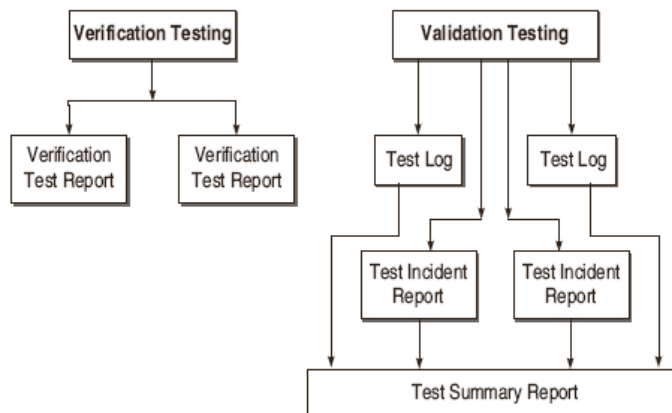 Verification Testing
Validation Testing
Verification
Test Report
Verification
Test Report
Test Log
Test Log
Test Incident
Report
Test Incident
Report
Test Summary Report